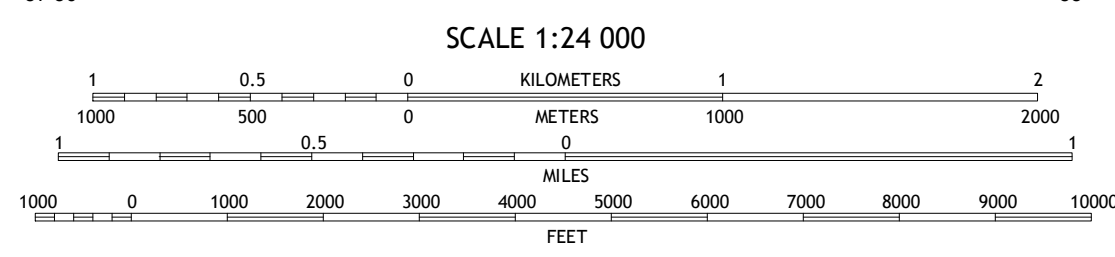 SCALE 1:24 000
1 0.5 0 KILOMETERS 1 2
1000 500 0 METERS 1000 2000
1 0.5 0 1
MILES
1000 0 1000 2000 3000 4000 5000 6000 7000 8000 9000 10000
FEET